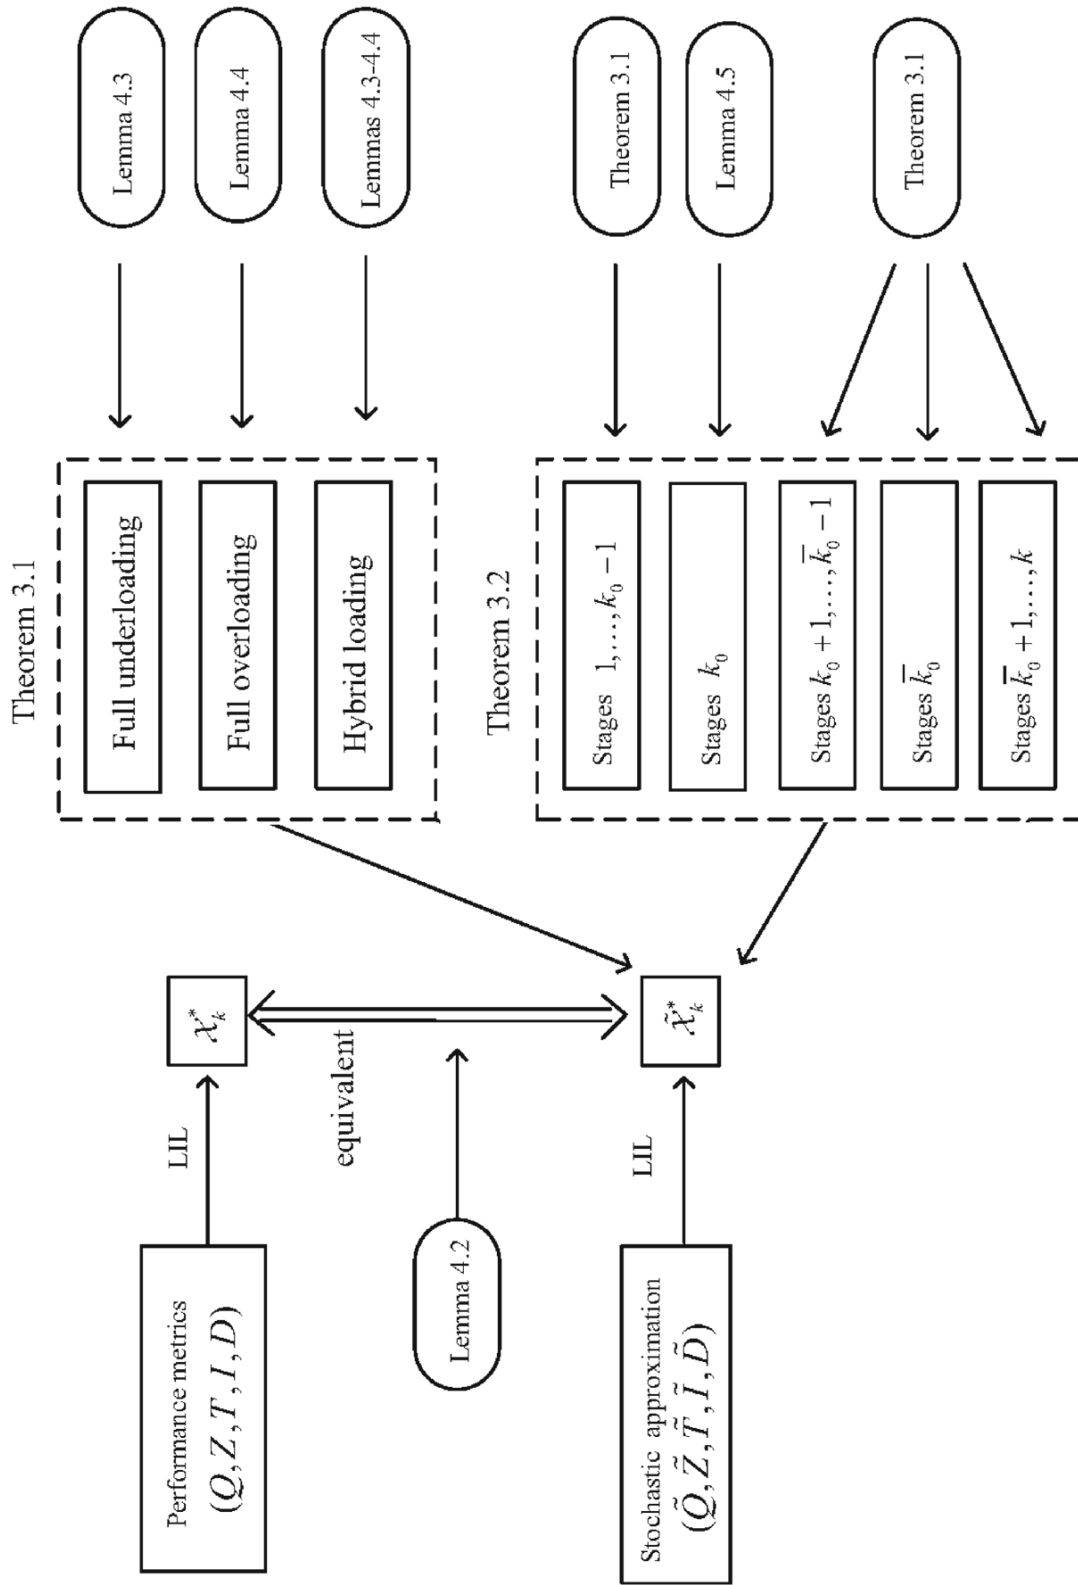 Theorem 3.1
Full underloading
Full overloading
Hybrid loading
Lemma 4.3
Lemma 4.4
Lemmas 4.3-4.4
Performance metrics
(Q,Z,T,I,D)
LIL
𝒳*ₖ
equivalent
Lemma 4.2
Stochastic approximation
(Q̃,Z̃,T̃,Ĩ,D̃)
LIL
𝒳̃*ₖ
Theorem 3.2
Stages 1,…,k₀−1
Stages k₀
Stages k₀+1,…,k̅₀−1
Stages k̅₀
Stages k̅₀+1,…,k
Theorem 3.1
Lemma 4.5
Theorem 3.1